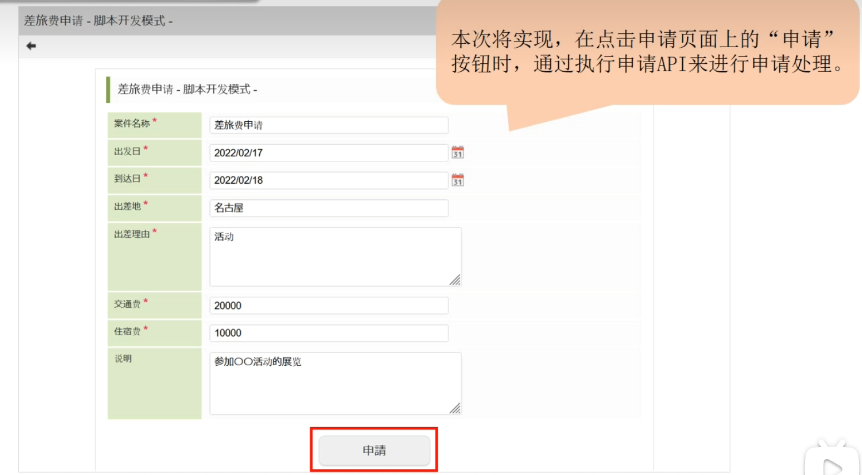 差旅费申请 - 脚本开发模式 -
本次将实现，在点击申请页面上的“申请”
按钮时，通过执行申请API来进行申请处理。
差旅费申请 - 脚本开发模式 -
案件名称* 差旅费申请
出发日* 2022/02/17 31
到达日* 2022/02/18 31
出差地* 名古屋
出差理由* 活动
交通费* 20000
住宿费* 10000
说明 参加〇〇活动的展览
申請